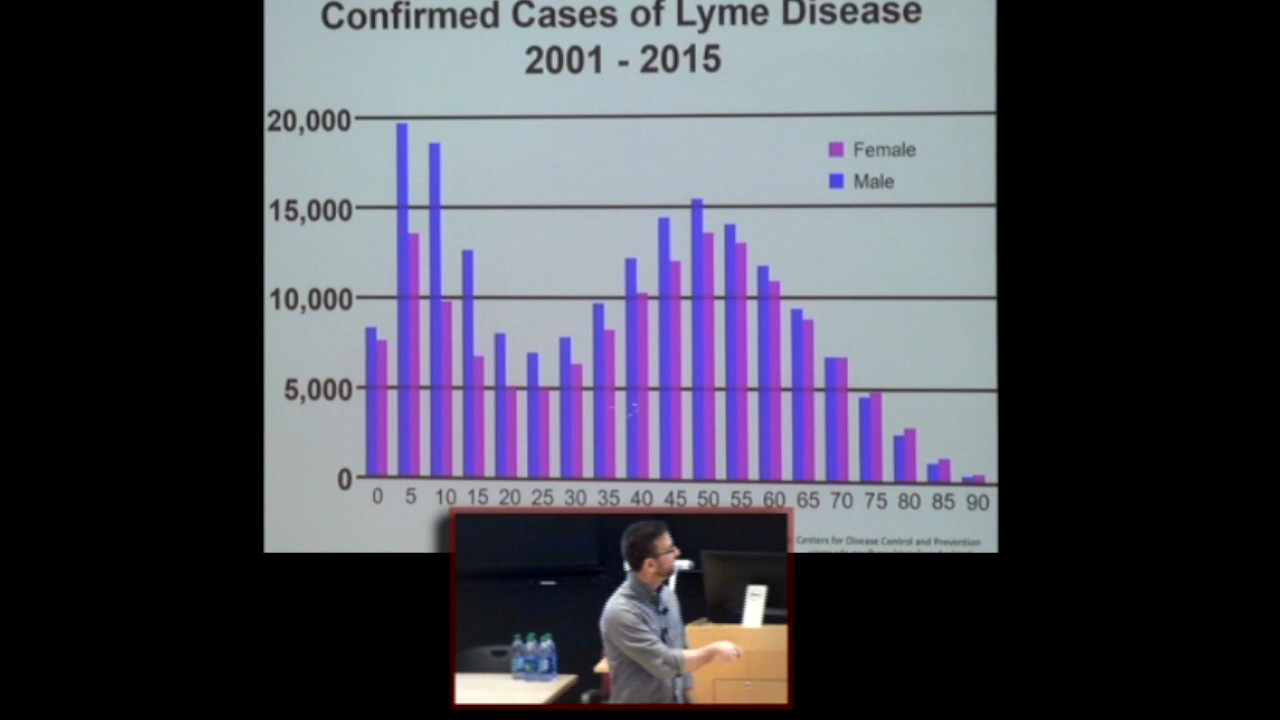 Confirmed Cases of Lyme Disease
2001 - 2015
20,000
Female
Male
15,000
10,000
5,000
0
0 5 10 15 20 25 30 35 40 45 50 55 60 65 70 75 80 85 90
Centers for Disease Control and Prevention